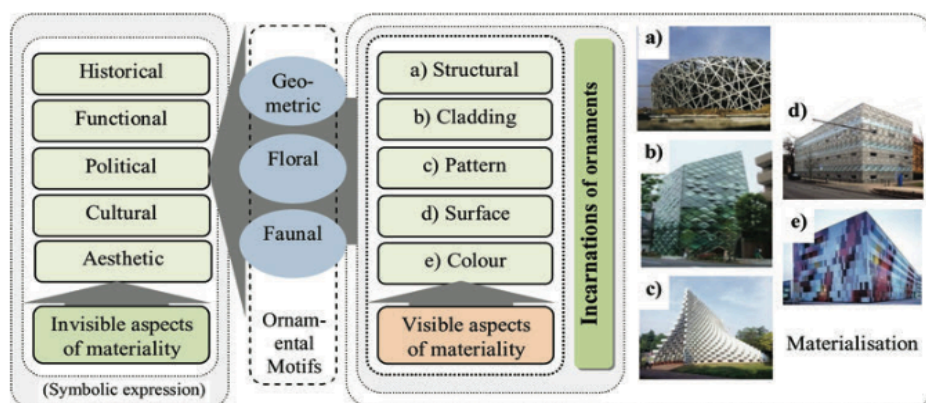 Historical
Functional
Political
Cultural
Aesthetic
Invisible aspects
of materiality
(Symbolic expression)
Geo-
metric
Floral
Faunal
Ornam-
ental
Motifs
a) Structural
b) Cladding
c) Pattern
d) Surface
e) Colour
Visible aspects
of materiality
Incarnations of ornaments
a)
b)
c)
d)
e)
Materialisation